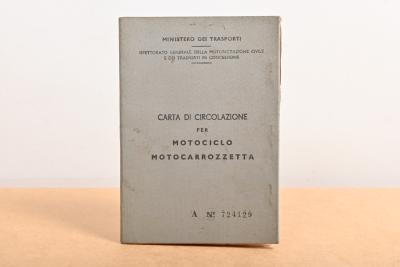 MINISTERO DEI TRASPORTI
ISPETTORATO GENERALE DELLA MOTORIZZAZIONE CIVILE
E DEI TRASPORTI IN CONCESSIONE
CARTA DI CIRCOLAZIONE
PER
MOTOCICLO
MOTOCARROZZETTA
A Nº 724129